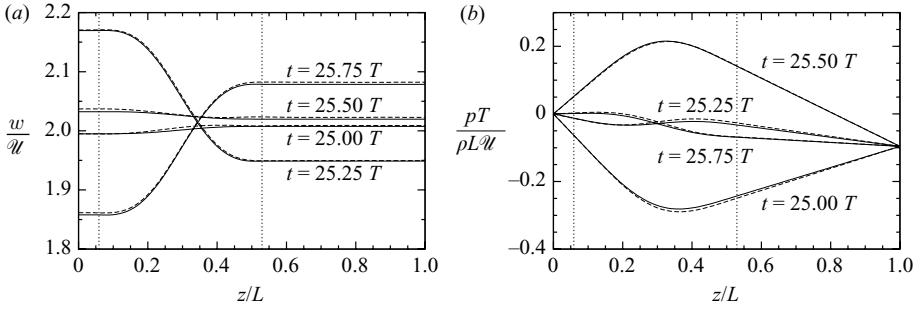 (a)
2.2
2.1
2.0
1.9
1.8
w
𝒰
t = 25.75 T
t = 25.50 T
t = 25.00 T
t = 25.25 T
0 0.2 0.4 0.6 0.8 1.0
z/L
(b)
0.2
0
−0.2
−0.4
pT
ρL𝒰
t = 25.50 T
t = 25.25 T
t = 25.75 T
t = 25.00 T
0 0.2 0.4 0.6 0.8 1.0
z/L